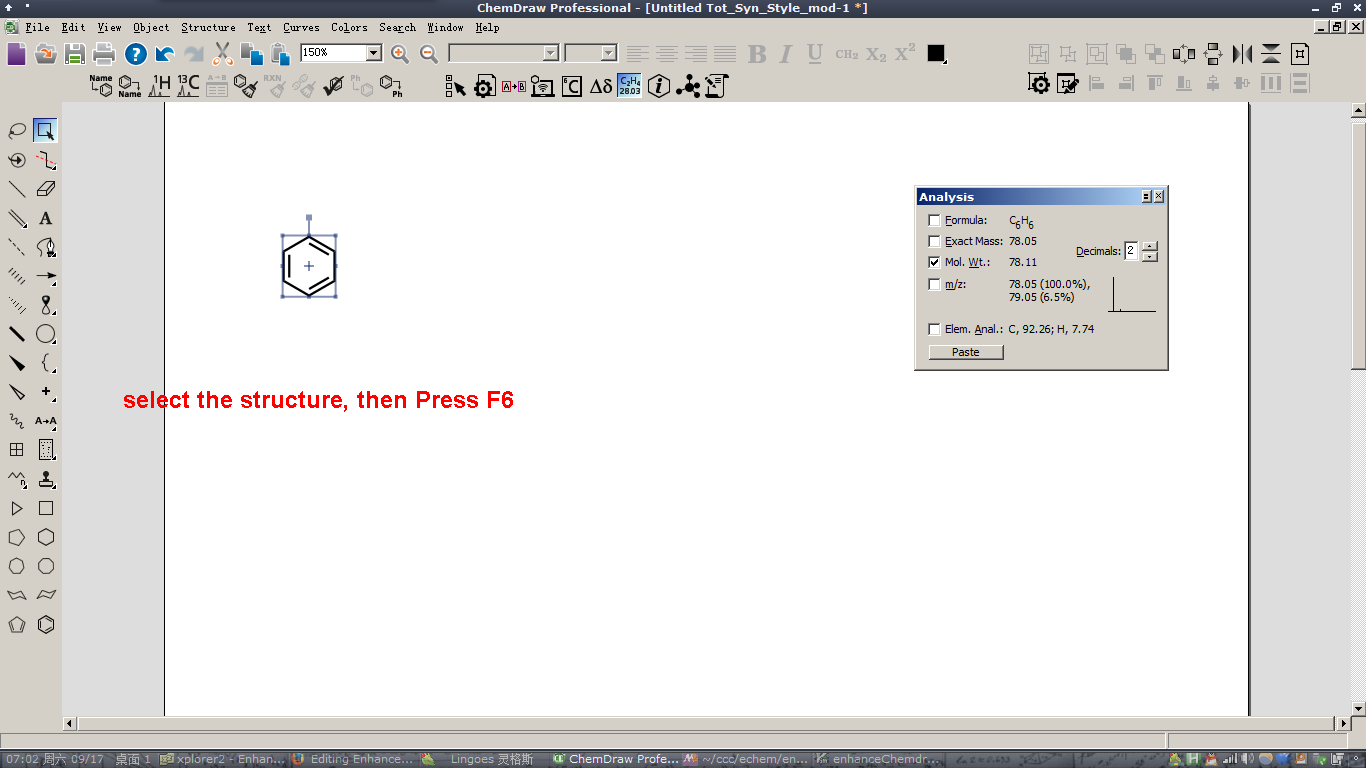 ChemDraw Professional - [Untitled Tot_Syn_Style_mod-1 *]
File Edit View Object Structure Text Curves Colors Search Window Help
150%
B I U CH2 X2 X2
Name 1H 13C A–B RXN Ph A B °C Δδ C2H4
Name Ph 28.03
A
A→A
n
select the structure, then Press F6
Analysis
Formula: C6H6
Exact Mass: 78.05
Decimals: 2
Mol. Wt.: 78.11
m/z: 78.05 (100.0%),
79.05 (6.5%)
Elem. Anal.: C, 92.26; H, 7.74
Paste
07:02 周六 09/17 桌面 1 xplorer2 - Enhan... Editing Enhance... Lingoes 灵格斯 ChemDraw Profe... ~/ccc/echem/en... enhanceChemdr...